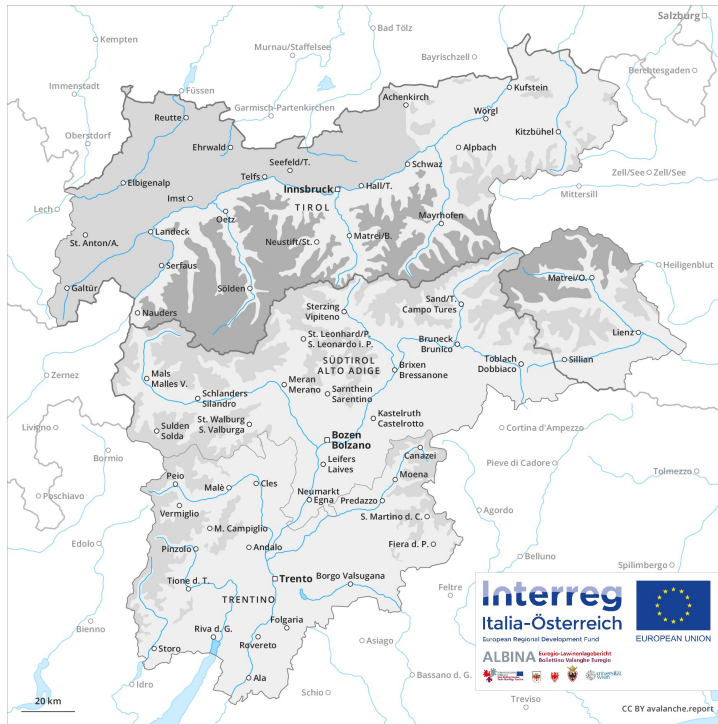 Salzburg
Kempten
Bad Tölz
Murnau/Staffelsee
Bayrischzell
Berchtesgaden
Immenstadt
Füssen
Achenkirch
Kufstein
Garmisch-Partenkirchen
Reutte
Wörgl
Oberstdorf
Kitzbühel
Ehrwald
Alpbach
Seefeld/T.
Schwaz
Telfs
Zell/See
Zell/See
Elbigenalp
Innsbruck
Hall/T.
Mittersill
Imst
TIROL
Lech
Oetz
Mayrhofen
Landeck
Neustift/St.
Matrei/B.
St. Anton/A.
Serfaus
Heiligenblut
Matrei/O.
Galtür
Sölden
Nauders
Sand/T.
Campo Tures
Sterzing
Vipiteno
Lienz
St. Leonhard/P.
S. Leonardo i. P.
Bruneck
Brunico
SÜDTIROL
ALTO ADIGE
Toblach
Dobbiaco
Sillian
Brixen
Bressanone
Zernez
Mals
Malles V.
Meran
Merano
Sarnthein
Sarentino
Schlanders
Silandro
St. Walburg
S. Valburga
Kastelruth
Castelrotto
Livigno
Sulden
Solda
Bozen
Bolzano
Cortina d'Ampezzo
Bormio
Leifers
Laives
Canazei
Pieve di Cadore
Peio
Moena
Tolmezzo
Malè
Cles
Neumarkt
Egna
Predazzo
Poschiavo
Vermiglio
S. Martino d. C.
Agordo
M. Campiglio
Edolo
Pinzolo
Andalo
Fiera d. P.
Belluno
Spilimbergo
Tione d. T.
Trento
Borgo Valsugana
Feltre
TRENTINO
Bienno
Folgaria
Riva d. G.
Rovereto
Asiago
Storo
Idro
Ala
Schio
Bassano d. G.
Treviso
Interreg
Italia-Österreich
European Regional Development Fund
EUROPEAN UNION
ALBINA
Euregio-Lawinenlagebericht
Bollettino Valanghe Euregio
universität
wien
20 km
CC BY avalanche.report